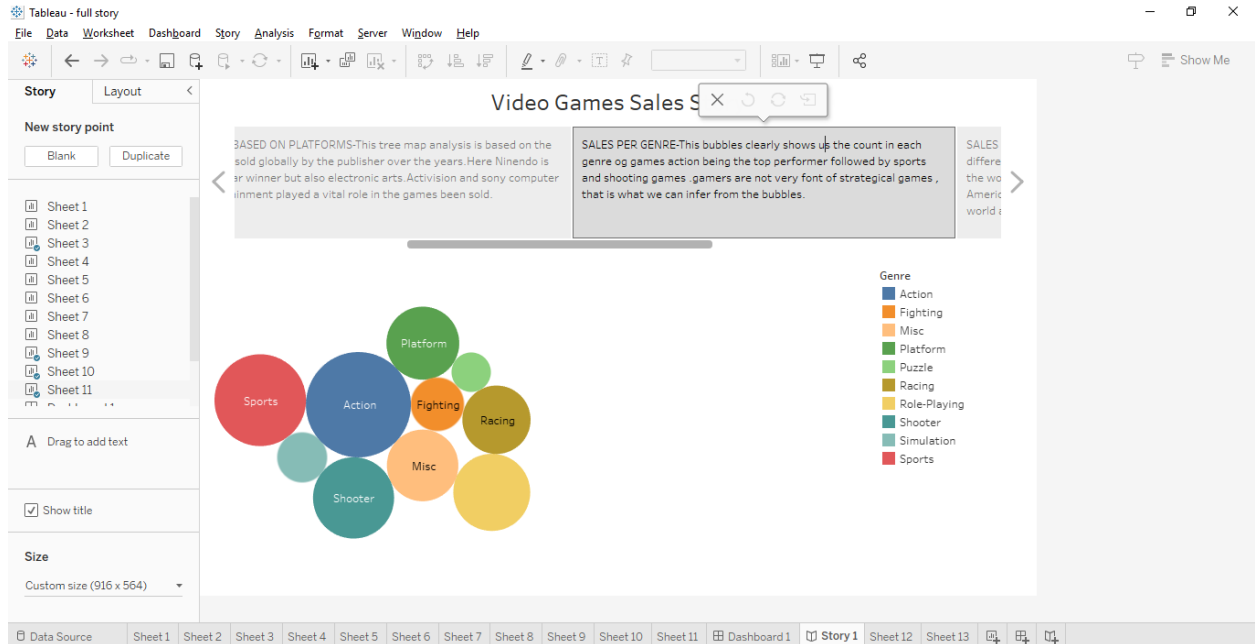 Tableau - full story
File Data Worksheet Dashboard Story Analysis Format Server Window Help
Show Me
Story Layout
New story point
Blank Duplicate
Sheet 1
Sheet 2
Sheet 3
Sheet 4
Sheet 5
Sheet 6
Sheet 7
Sheet 8
Sheet 9
Sheet 10
Sheet 11
A Drag to add text
Show title
Size
Custom size (916 x 564)
Video Games Sales S
BASED ON PLATFORMS-This tree map analysis is based on the
sold globally by the publisher over the years.Here Ninendo is
ar winner but also electronic arts.Activision and sony computer
inment played a vital role in the games been sold.
SALES PER GENRE-This bubbles clearly shows us the count in each
genre og games action being the top performer followed by sports
and shooting games .gamers are not very font of strategical games ,
that is what we can infer from the bubbles.
SALES
differe
the wo
Americ
world a
Platform
Sports
Action
Fighting
Racing
Misc
Shooter
Genre
Action
Fighting
Misc
Platform
Puzzle
Racing
Role-Playing
Shooter
Simulation
Sports
Data Source Sheet 1 Sheet 2 Sheet 3 Sheet 4 Sheet 5 Sheet 6 Sheet 7 Sheet 8 Sheet 9 Sheet 10 Sheet 11 Dashboard 1 Story 1 Sheet 12 Sheet 13